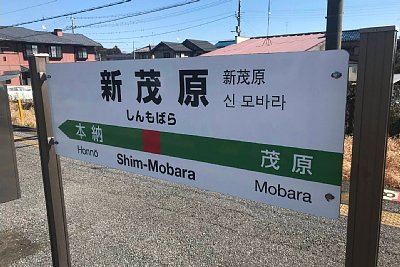 新茂原
しんもばら
新茂原
신 모바라
本納
Honnō
Shim-Mobara
茂原
Mobara